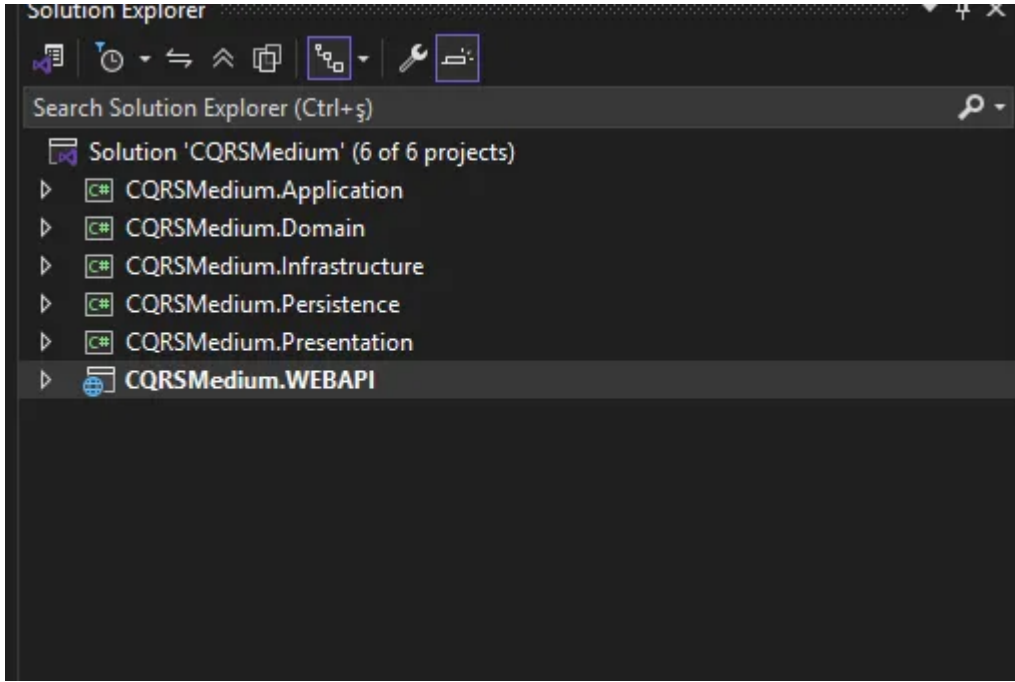 Solution Explorer
Search Solution Explorer (Ctrl+ş)
Solution 'CQRSMedium' (6 of 6 projects)
C# CQRSMedium.Application
C# CQRSMedium.Domain
C# CQRSMedium.Infrastructure
C# CQRSMedium.Persistence
C# CQRSMedium.Presentation
CQRSMedium.WEBAPI